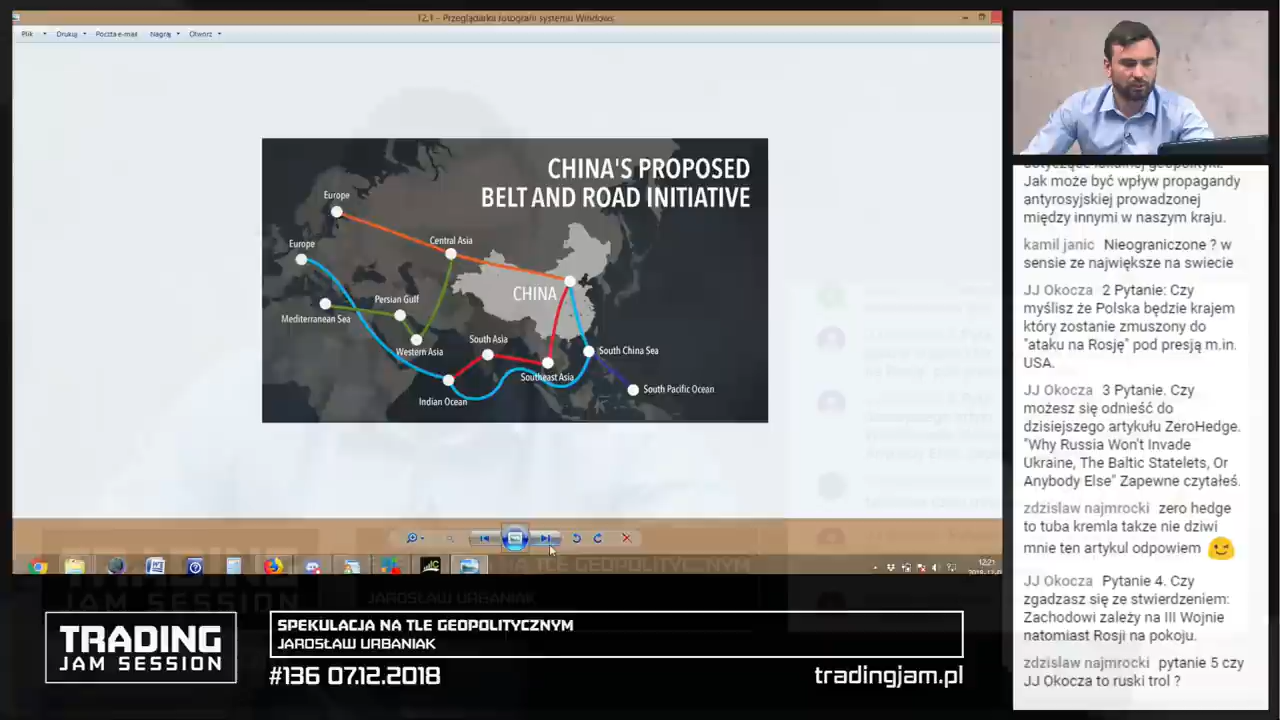 12,1 - Przeglądarka fotografii systemu Windows
Plik Drukuj Poczta e-mail Nagraj Otwórz
CHINA'S PROPOSED
BELT AND ROAD INITIATIVE
Europe
Europe
Central Asia
CHINA
Persian Gulf
Mediterranean Sea
Western Asia
South Asia
South China Sea
Southeast Asia
South Pacific Ocean
Indian Ocean
12:21
TRADING
JAM SESSION
SPEKULACJA NA TLE GEOPOLITYCZNYM
JAROSŁAW URBANIAK
#136 07.12.2018
tradingjam.pl
dotyczące lokalnej geopolityki.
Jak może być wpływ propagandy
antyrosyjskiej prowadzonej
między innymi w naszym kraju.
kamil janic Nieograniczone ? w
sensie ze największe na swiecie
JJ Okocza 2 Pytanie: Czy
myślisz że Polska będzie krajem
który zostanie zmuszony do
"ataku na Rosję" pod presją m.in.
USA.
JJ Okocza 3 Pytanie. Czy
możesz się odnieść do
dzisiejszego artykułu ZeroHedge.
"Why Russia Won't Invade
Ukraine, The Baltic Statelets, Or
Anybody Else" Zapewne czytałeś.
zdzislaw najmrocki zero hedge
to tuba kremla takze nie dziwi
mnie ten artykul odpowiem
JJ Okocza Pytanie 4. Czy
zgadzasz się ze stwierdzeniem:
Zachodowi zależy na III Wojnie
natomiast Rosji na pokoju.
zdzislaw najmrocki pytanie 5 czy
JJ Okocza to ruski trol ?